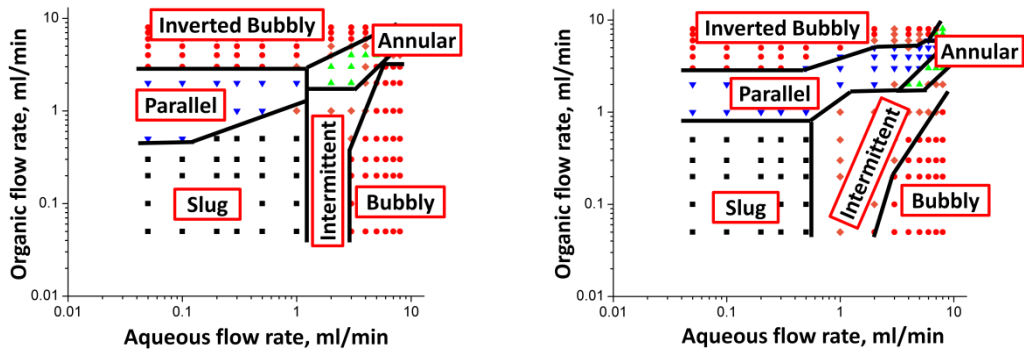 Inverted Bubbly
Annular
Parallel
Intermittent
Slug
Bubbly
10
1
0.1
0.01
0.01
0.1
1
10
Organic flow rate, ml/min
Aqueous flow rate, ml/min
Inverted Bubbly
Annular
Parallel
Intermittent
Slug
Bubbly
10
1
0.1
0.01
0.01
0.1
1
10
Organic flow rate, ml/min
Aqueous flow rate, ml/min